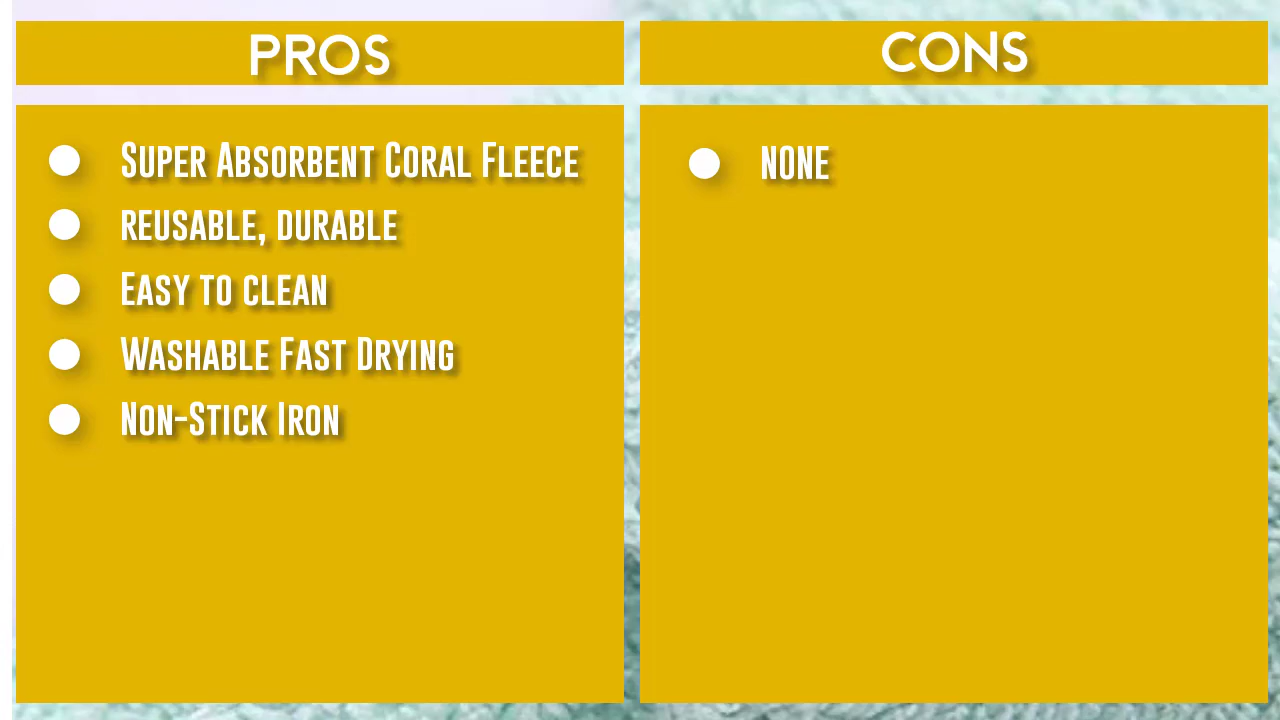 PROS
Super Absorbent Coral Fleece
reusable, durable
Easy to clean
Washable Fast Drying
Non-Stick Iron
CONS
NONE